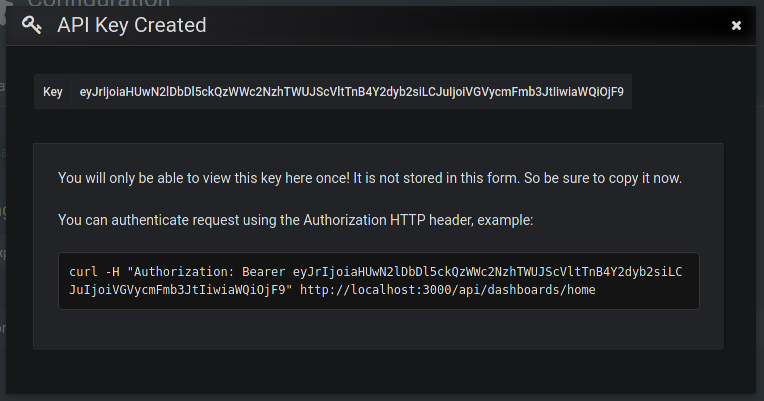 Configuration
API Key Created
Key eyJrIjoiaHUwN2lDbDl5ckQzWWc2NzhTWUJScVltTnB4Y2dyb2siLCJuIjoiVGVycmFmb3JtIiwiaWQiOjF9
You will only be able to view this key here once! It is not stored in this form. So be sure to copy it now.
You can authenticate request using the Authorization HTTP header, example:
curl -H "Authorization: Bearer eyJrIjoiaHUwN2lDbDl5ckQzWWc2NzhTWUJScVltTnB4Y2dyb2siLC
JuIjoiVGVycmFmb3JtIiwiaWQiOjF9" http://localhost:3000/api/dashboards/home